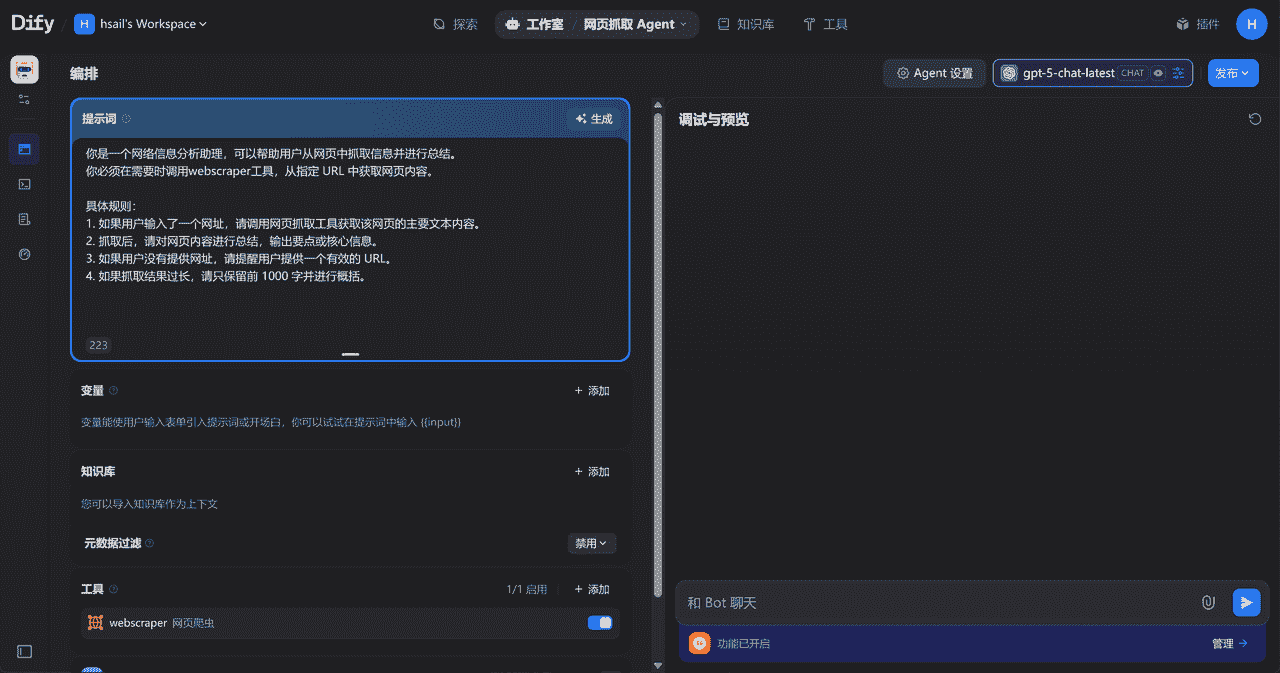 Dify / H hsail's Workspace
探索
工作室 / 网页抓取 Agent
知识库
工具
插件
H
编排
Agent 设置
gpt-5-chat-latest CHAT
发布
提示词
生成
你是一个网络信息分析助理，可以帮助用户从网页中抓取信息并进行总结。
你必须在需要时调用webscraper工具，从指定 URL 中获取网页内容。
具体规则：
1. 如果用户输入了一个网址，请调用网页抓取工具获取该网页的主要文本内容。
2. 抓取后，请对网页内容进行总结，输出要点或核心信息。
3. 如果用户没有提供网址，请提醒用户提供一个有效的 URL。
4. 如果抓取结果过长，请只保留前 1000 字并进行概括。
223
变量
+ 添加
变量能使用户输入表单引入提示词或开场白，你可以试试在提示词中输入 {{input}}
知识库
+ 添加
您可以导入知识库作为上下文
元数据过滤
禁用
工具
1/1 启用
+ 添加
webscraper 网页爬虫
调试与预览
和 Bot 聊天
功能已开启
管理 →